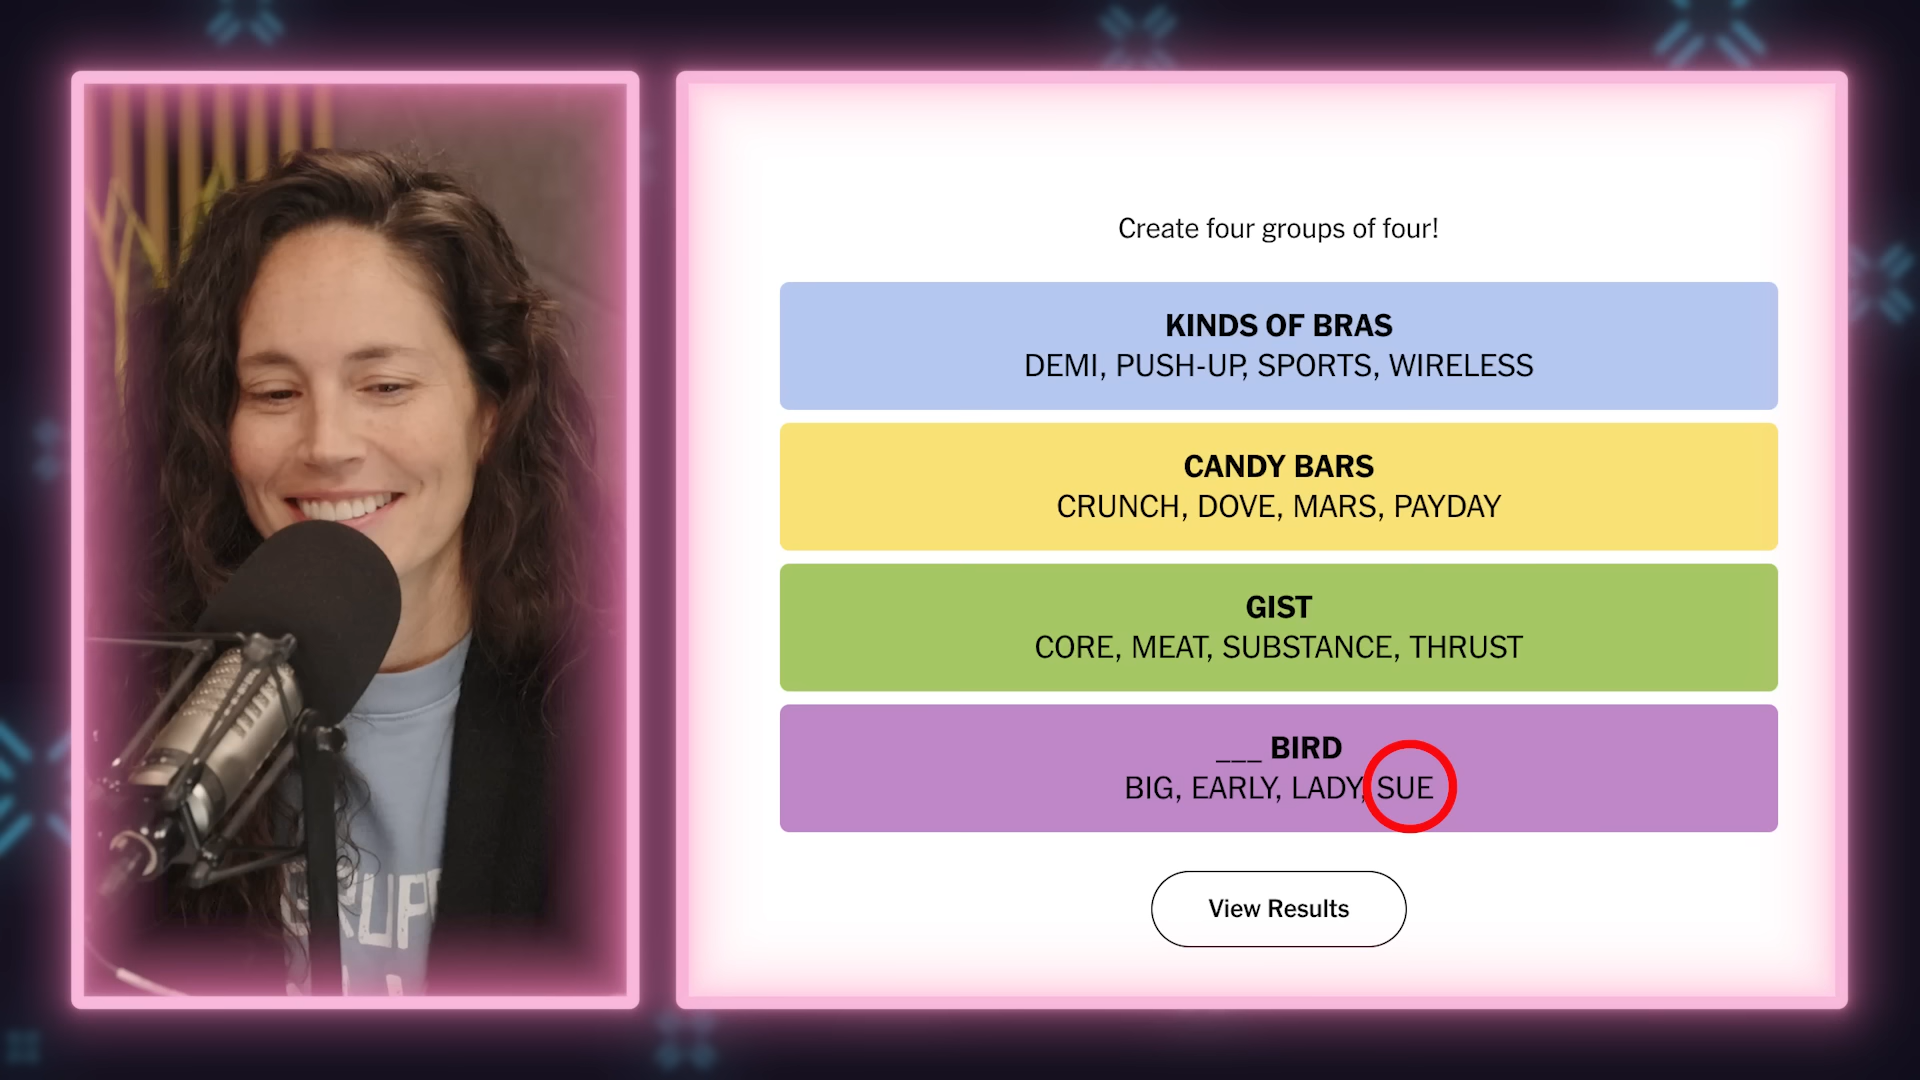 Create four groups of four!
KINDS OF BRAS
DEMI, PUSH-UP, SPORTS, WIRELESS
CANDY BARS
CRUNCH, DOVE, MARS, PAYDAY
GIST
CORE, MEAT, SUBSTANCE, THRUST
___ BIRD
BIG, EARLY, LADY, SUE
View Results